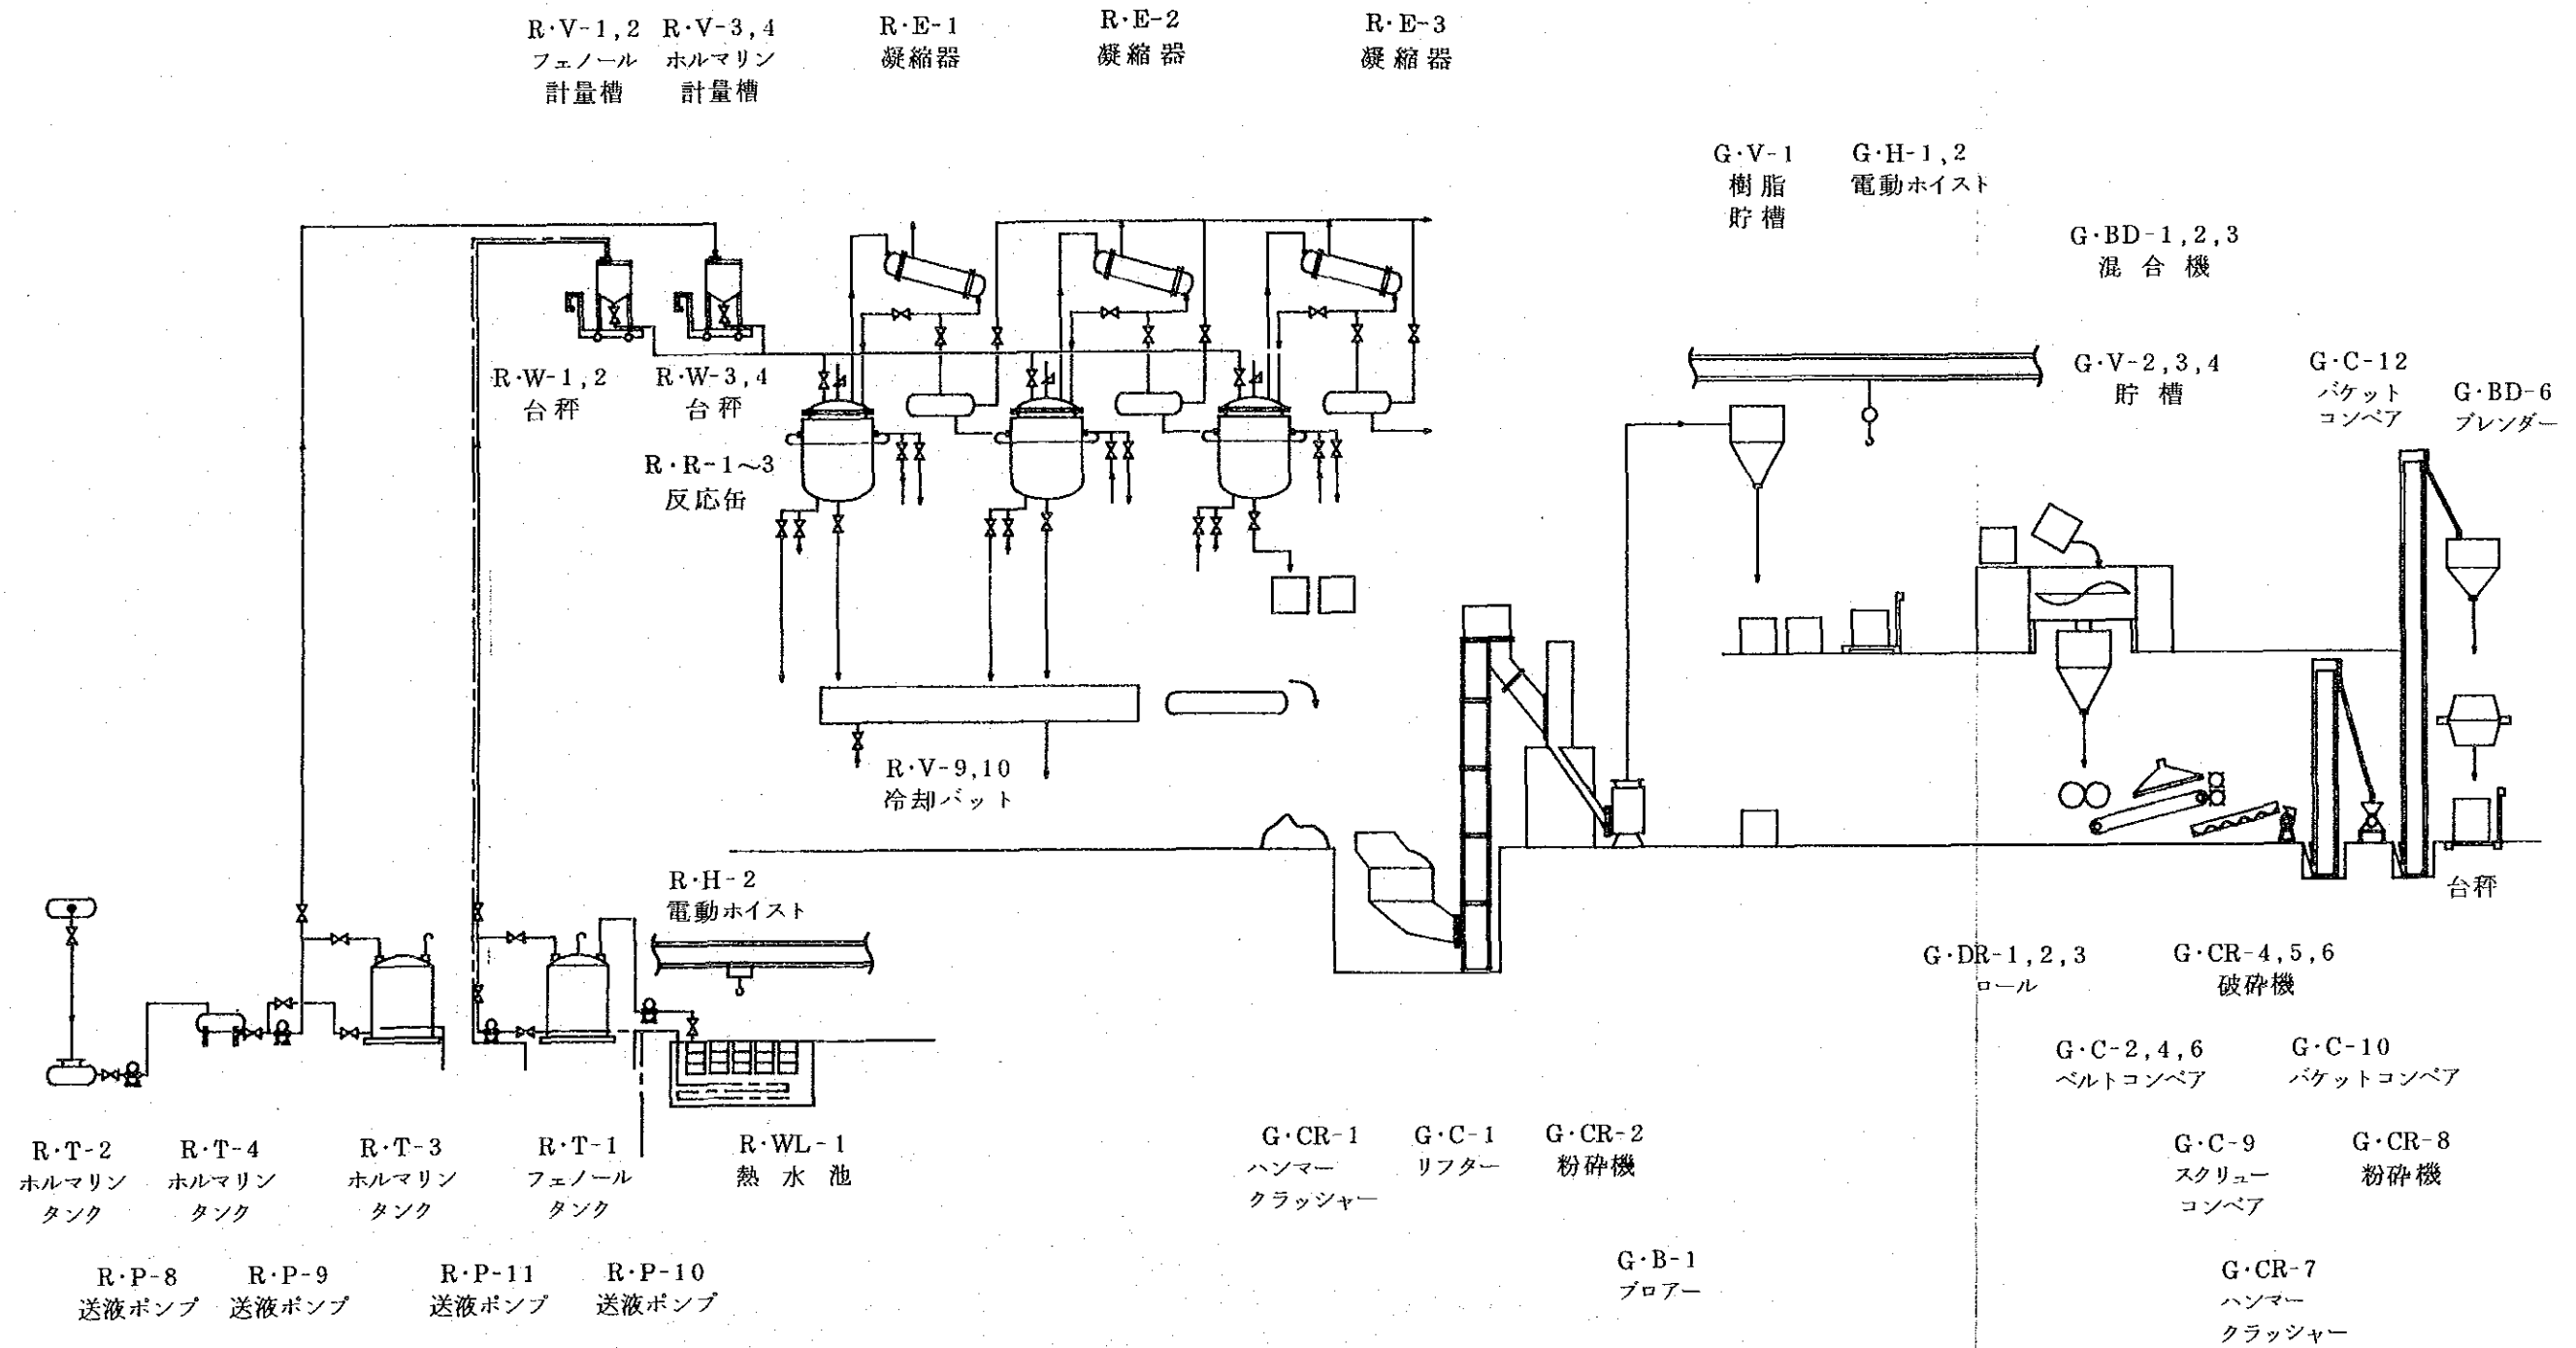 R·V-1,2
フェノール
計量槽
R·V-3,4
ホルマリン
計量槽
R·E-1
凝縮器
R·E-2
凝縮器
R·E-3
凝縮器
G·V-1
樹脂
貯槽
G·H-1,2
電動ホイスト
G·BD-1,2,3
混合機
R·W-1,2
台秤
R·W-3,4
台秤
G·V-2,3,4
貯槽
G·C-12
バケット
コンベア
G·BD-6
ブレンダー
R·R-1～3
反応缶
R·V-9,10
冷却バット
R·H-2
電動ホイスト
台秤
G·DR-1,2,3
ロール
G·CR-4,5,6
破砕機
G·C-2,4,6
ベルトコンベア
G·C-10
バケットコンベア
R·T-2
ホルマリン
タンク
R·T-4
ホルマリン
タンク
R·T-3
ホルマリン
タンク
R·T-1
フェノール
タンク
R·WL-1
熱水池
G·CR-1
ハンマー
クラッシャー
G·C-1
リフター
G·CR-2
粉砕機
G·C-9
スクリュー
コンベア
G·CR-8
粉砕機
R·P-8
送液ポンプ
R·P-9
送液ポンプ
R·P-11
送液ポンプ
R·P-10
送液ポンプ
G·B-1
ブロアー
G·CR-7
ハンマー
クラッシャー